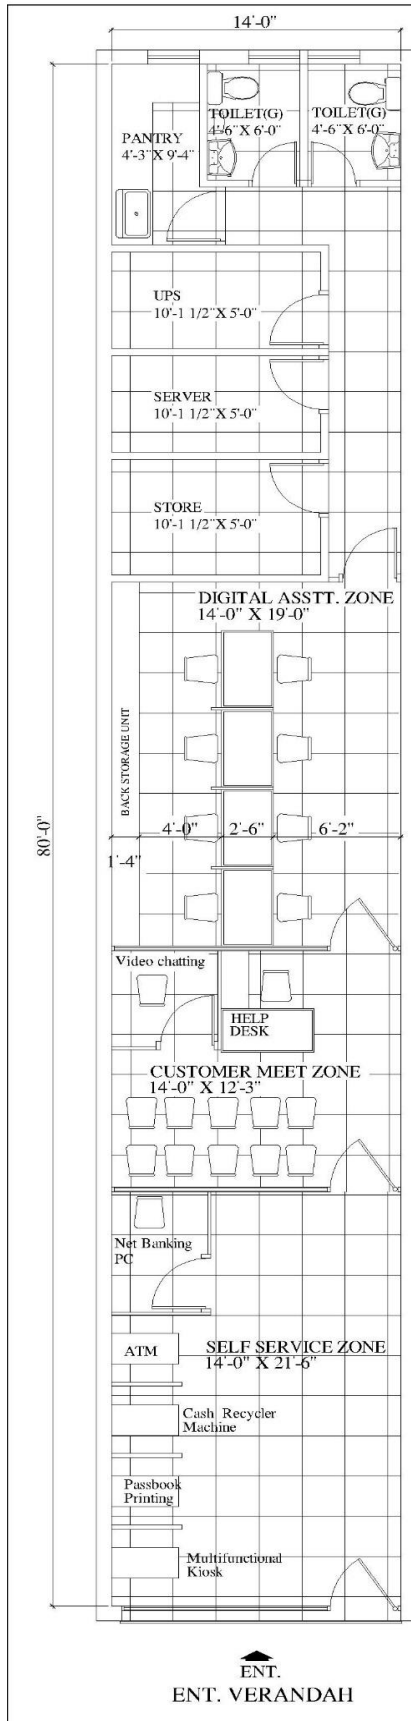 14'-0"
TOILET(G)
4'-6"X 6'-0"
TOILET(G)
4'-6"X 6'-0"
PANTRY
4'-3"X 9'-4"
UPS
10'-1 1/2"X 5'-0"
SERVER
10'-1 1/2"X 5'-0"
STORE
10'-1 1/2"X 5'-0"
DIGITAL ASSTT. ZONE
14'-0" X 19'-0"
BACK STORAGE UNIT
80'-0"
4'-0"
2'-6"
6'-2"
1'-4"
Video chatting
HELP
DESK
CUSTOMER MEET ZONE
14'-0" X 12'-3"
Net Banking
PC
ATM
SELF SERVICE ZONE
14'-0" X 21'-6"
Cash Recycler
Machine
Passbook
Printing
Multifunctional
Kiosk
ENT.
ENT. VERANDAH